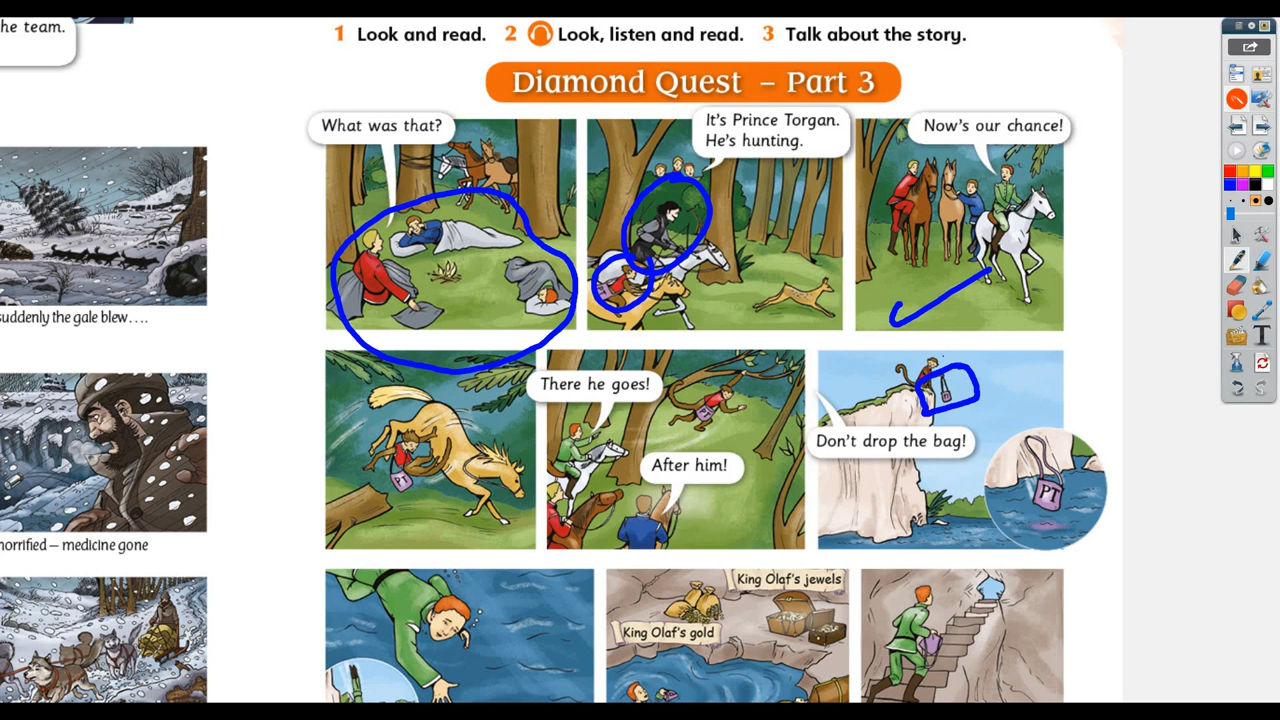 he team.
1 Look and read. 2 Look, listen and read. 3 Talk about the story.
Diamond Quest – Part 3
What was that?
It's Prince Torgan.
He's hunting.
Now's our chance!
suddenly the gale blew....
There he goes!
After him!
Don't drop the bag!
PT
PT
horrified – medicine gone
King Olaf's jewels
King Olaf's gold
T